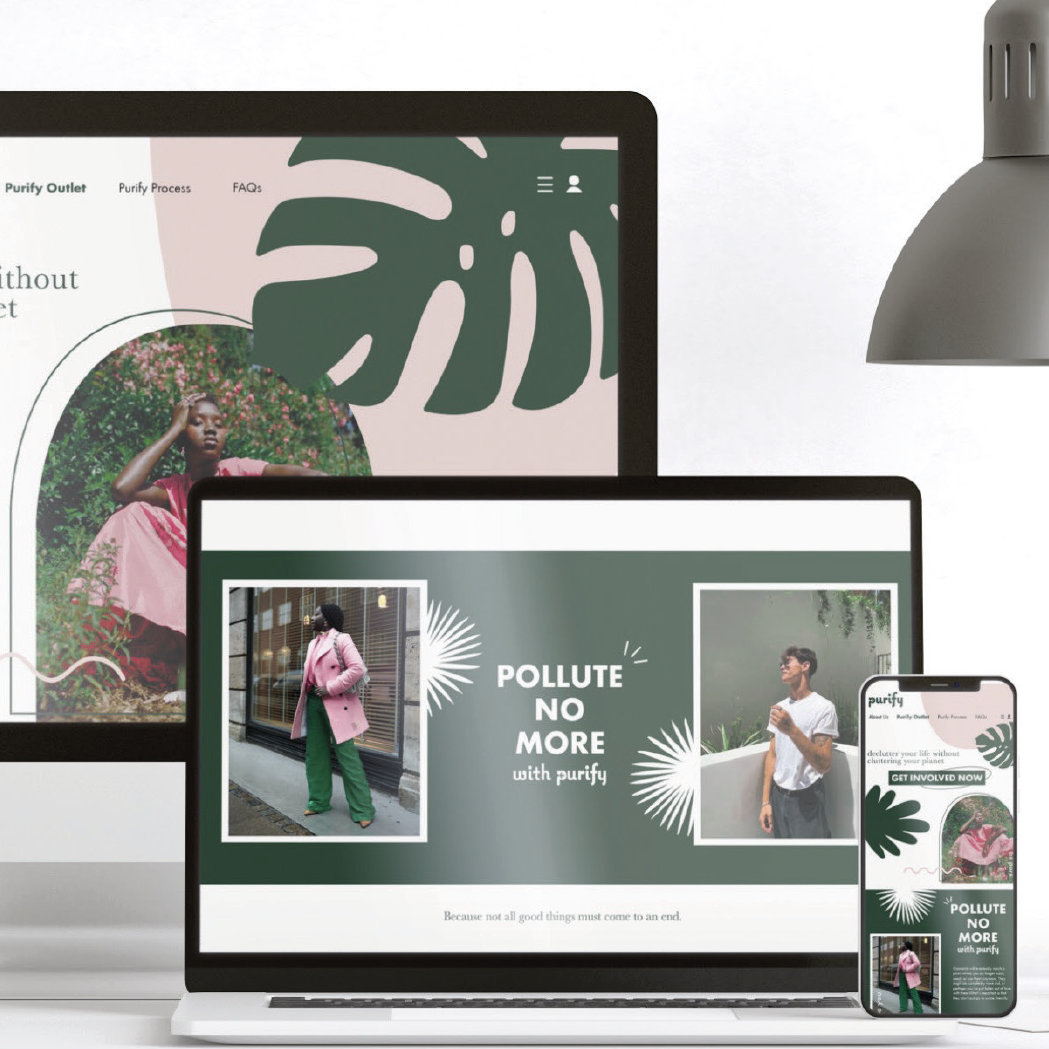 Purify Outlet Purify Process FAQs
ithout
et
POLLUTE
NO
MORE
with purify
Because not all good things must come to an end.
purify
About Us Purify Outlet Purify Process FAQs
declutter your life without
cluttering your planet
GET INVOLVED NOW
POLLUTE
NO
MORE
with purify